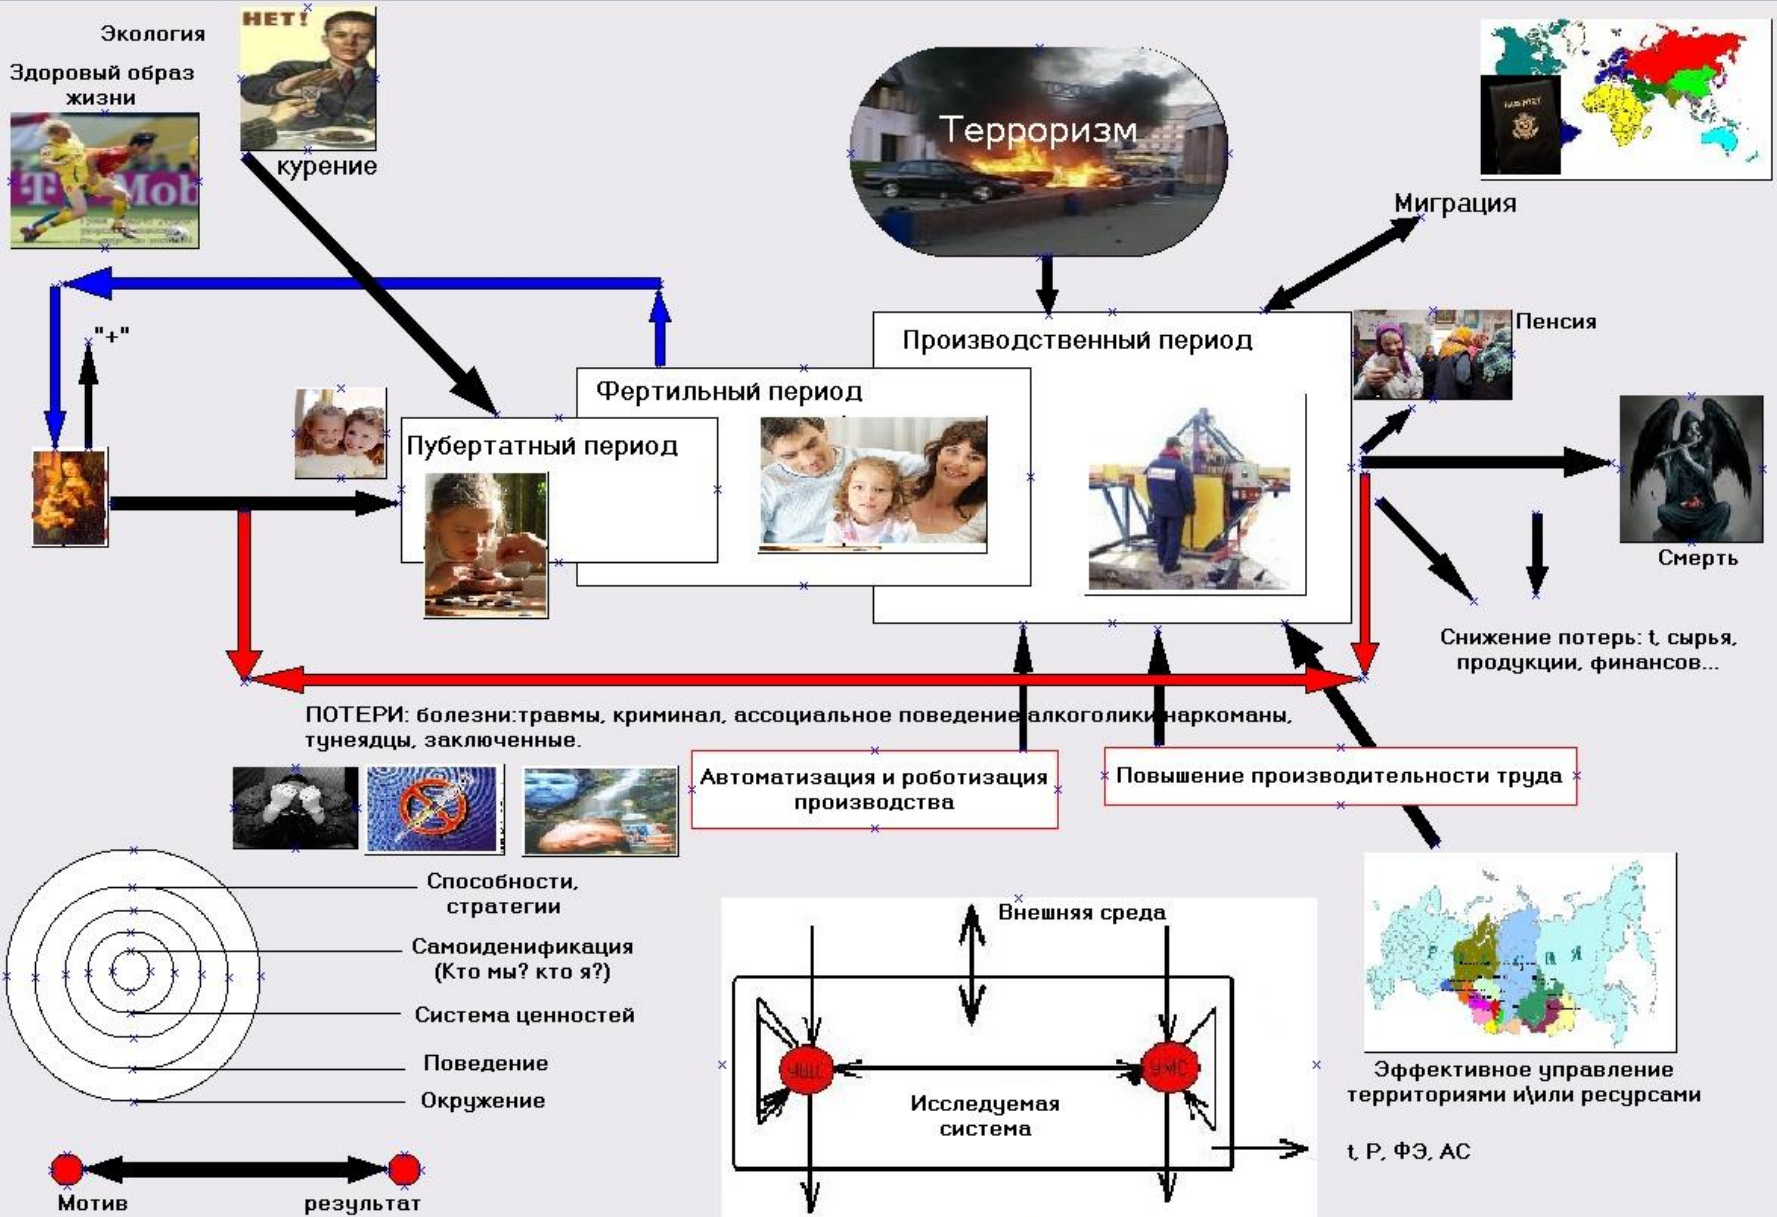 Экология
НЕТ!
Здоровый образ
жизни
T Mob
курение
Терроризм
PASSPORT
Миграция
"+"
Производственный период
Пенсия
Фертильный период
Пубертатный период
Смерть
Снижение потерь: t, сырья,
продукции, финансов...
ПОТЕРИ: болезни:травмы, криминал, ассоциальное поведение алкоголики наркоманы,
тунеядцы, заключенные.
Автоматизация и роботизация
производства
Повышение производительности труда
Способности,
стратегии
Самоиденификация
(Кто мы? кто я?)
Система ценностей
Поведение
Окружение
Мотив
результат
Внешняя среда
Исследуемая
система
t, P, ФЭ, АС
Эффективное управление
территориями и\или ресурсами